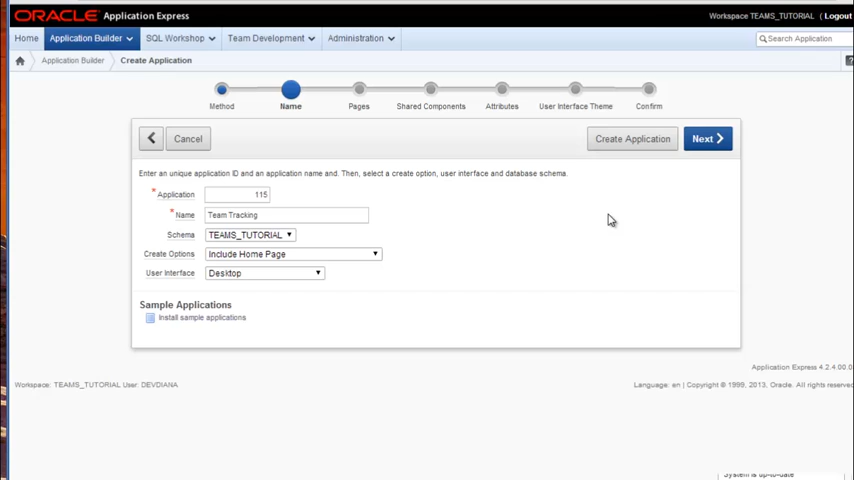 ORACLE Application Express
Workspace TEAMS_TUTORIAL ( Logout
Home Application Builder SQL Workshop Team Development Administration
Search Application
Application Builder Create Application
Method Name Pages Shared Components Attributes User Interface Theme Confirm
Cancel Create Application Next
Enter an unique application ID and an application name and. Then, select a create option, user interface and database schema.
* Application 115
* Name Team Tracking
Schema TEAMS_TUTORIAL
Create Options Include Home Page
User Interface Desktop
Sample Applications
Install sample applications
Application Express 4.2.4.00.0
Workspace: TEAMS_TUTORIAL User: DEVDIANA
Language: en | Copyright © 1999, 2013, Oracle. All rights reserve
System is up-to-date